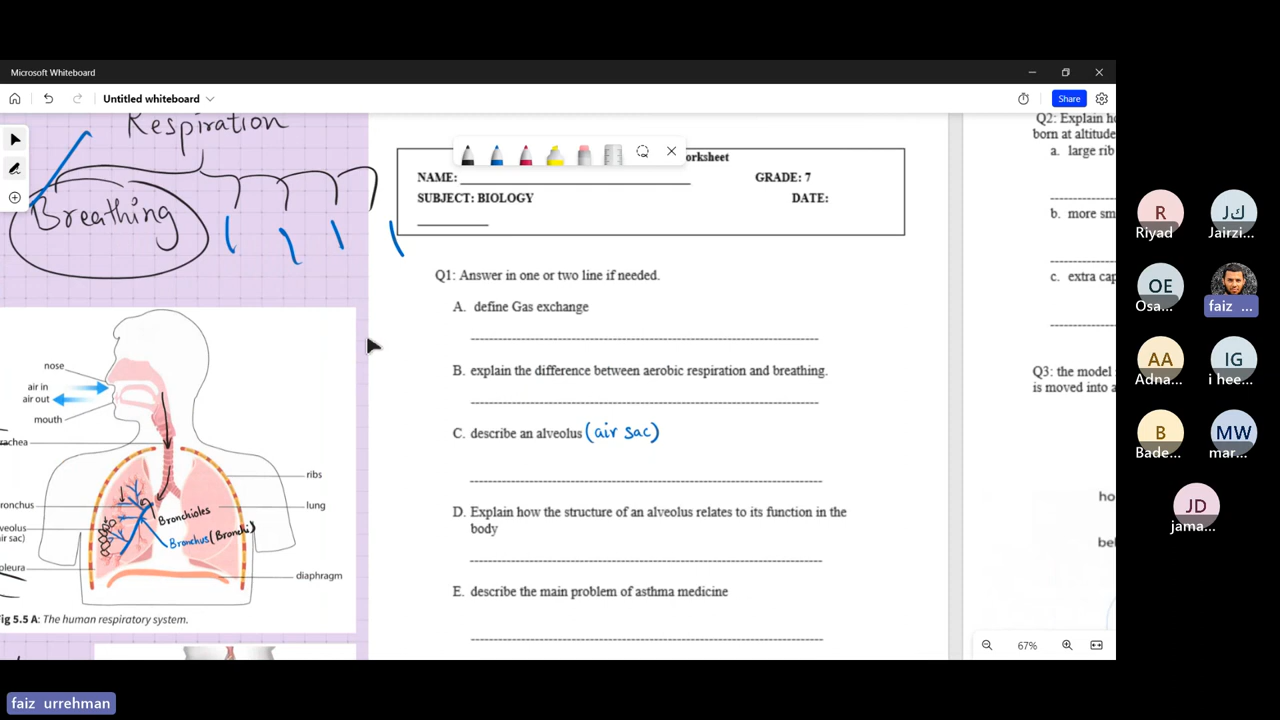 Microsoft Whiteboard
Untitled whiteboard
Share
Respiration
Breathing
nose
air in
air out
mouth
rachea
ronchus
veolus
ir sac)
pleura
ribs
lung
diaphragm
Bronchioles
Bronchus (Bronchi)
ig 5.5 A: The human respiratory system.
orksheet
NAME: ____________________ GRADE: 7
SUBJECT: BIOLOGY DATE:
Q1: Answer in one or two line if needed.
A. define Gas exchange
B. explain the difference between aerobic respiration and breathing.
C. describe an alveolus (air sac)
D. Explain how the structure of an alveolus relates to its function in the
body
E. describe the main problem of asthma medicine
Q2: Explain ho
born at altitude
a. large rib
b. more sm
c. extra cap
Q3: the model
is moved into a
ho
bel
67%
R
Riyad
كJ
Jairzi...
OE
Osa...
faiz ...
AA
Adna...
IG
i hee...
B
Bade...
MW
mar...
JD
jama...
faiz urrehman